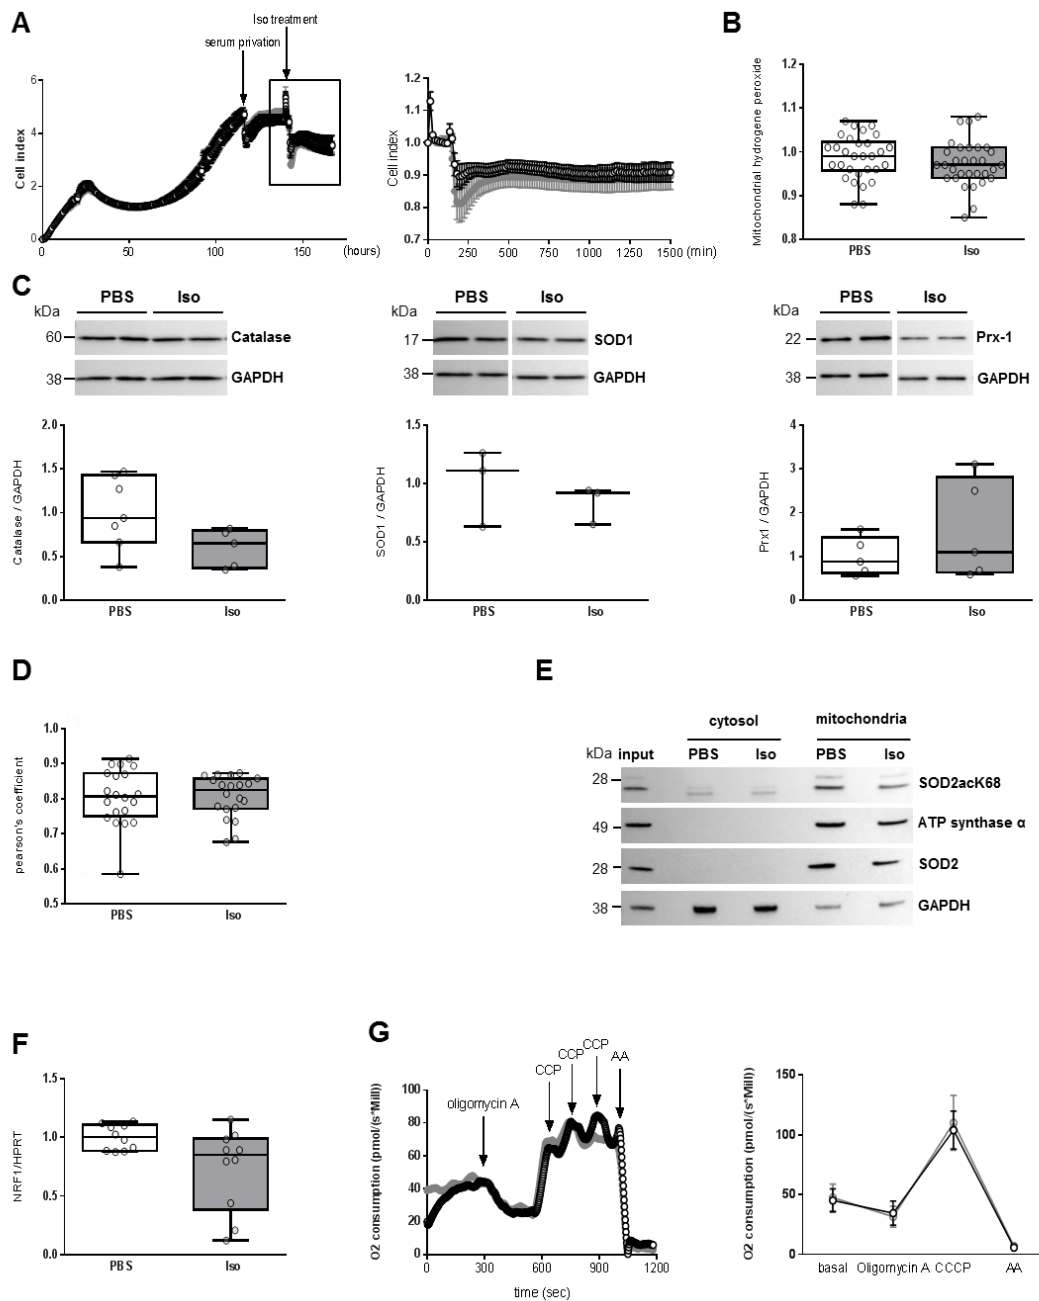 A
Iso treatment
serum privation
Cell index
6
4
2
0
0
50
100
150
(hours)
Cell index
1.2
1.1
1.0
0.9
0.8
0.7
0
250
500
750
1000
1250
1500 (min)
B
Mitochondrial hydrogene peroxide
1.2
1.1
1.0
0.9
0.8
PBS
Iso
C
PBS
Iso
kDa
60
Catalase
38
GAPDH
Catalase / GAPDH
2.0
1.5
1.0
0.5
0.0
PBS
Iso
PBS
Iso
kDa
17
SOD1
38
GAPDH
SOD1 / GAPDH
1.5
1.0
0.5
0.0
PBS
Iso
PBS
Iso
kDa
22
Prx-1
38
GAPDH
Prx1 / GAPDH
4
3
2
1
0
PBS
Iso
D
pearson's coefficient
1.0
0.9
0.8
0.7
0.6
0.5
PBS
Iso
E
cytosol
mitochondria
kDa
input
PBS
Iso
PBS
Iso
28
SOD2acK68
49
ATP synthase α
28
SOD2
38
GAPDH
F
NRF1/HPRT
1.5
1.0
0.5
0.0
PBS
Iso
G
CCP
CCP
CCP
AA
oligomycin A
O2 consumption (pmol/(s*Mill))
100
80
60
40
20
0
0
300
600
900
1200
time (sec)
O2 consumption (pmol/(s*Mill))
150
100
50
0
basal
Oligomycin A
CCCP
AA